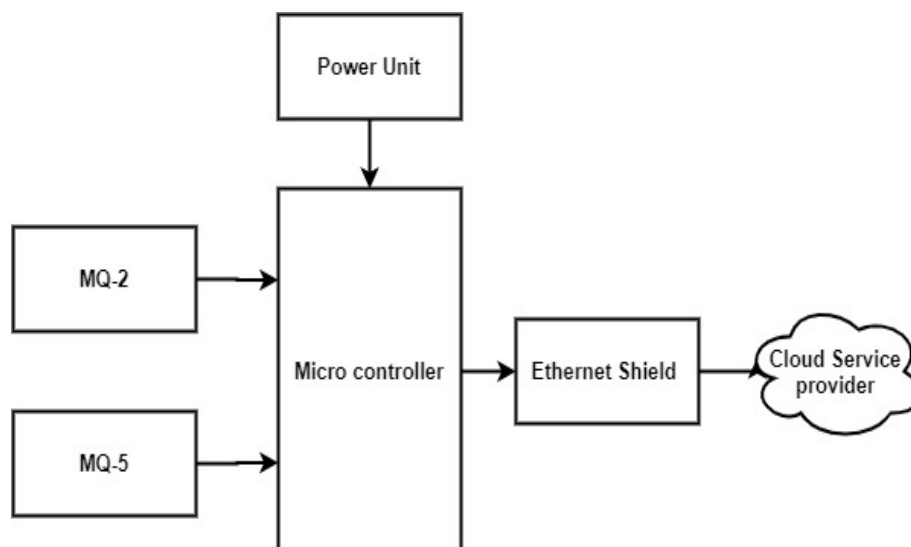 Power Unit
MQ-2
Micro controller
Ethernet Shield
Cloud Service
provider
MQ-5